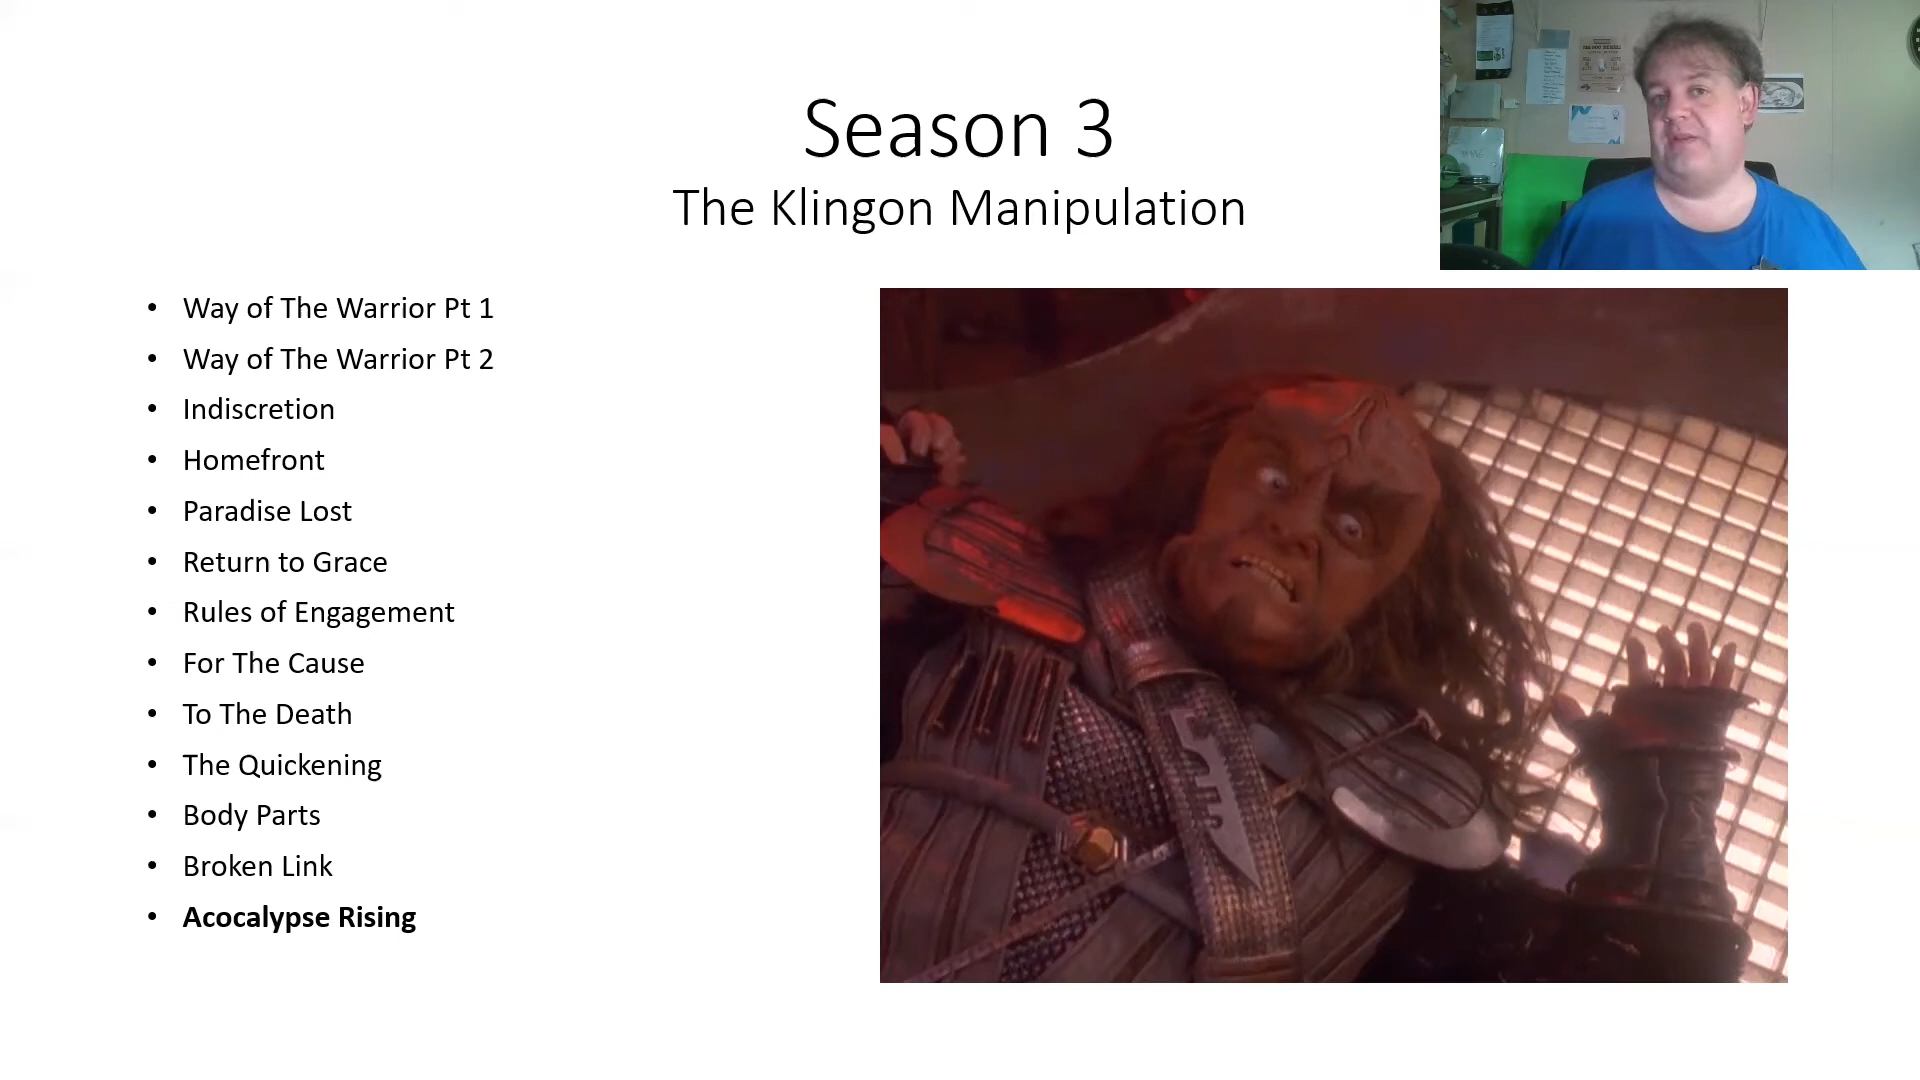 Season 3
The Klingon Manipulation
• Way of The Warrior Pt 1
• Way of The Warrior Pt 2
• Indiscretion
• Homefront
• Paradise Lost
• Return to Grace
• Rules of Engagement
• For The Cause
• To The Death
• The Quickening
• Body Parts
• Broken Link
• Acocalypse Rising